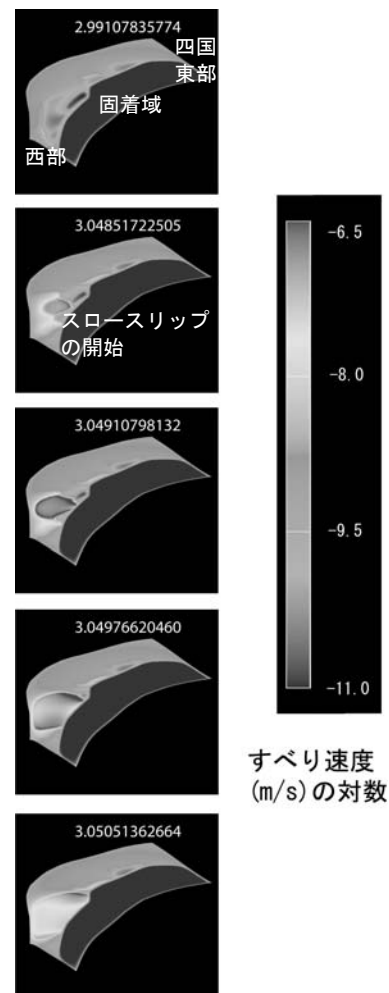 2.99107835774
四国
東部
固着域
西部
3.04851722505
スロースリップ
の開始
3.04910798132
3.04976620460
3.05051362664
-6.5
-8.0
-9.5
-11.0
すべり速度
(m/s)の対数